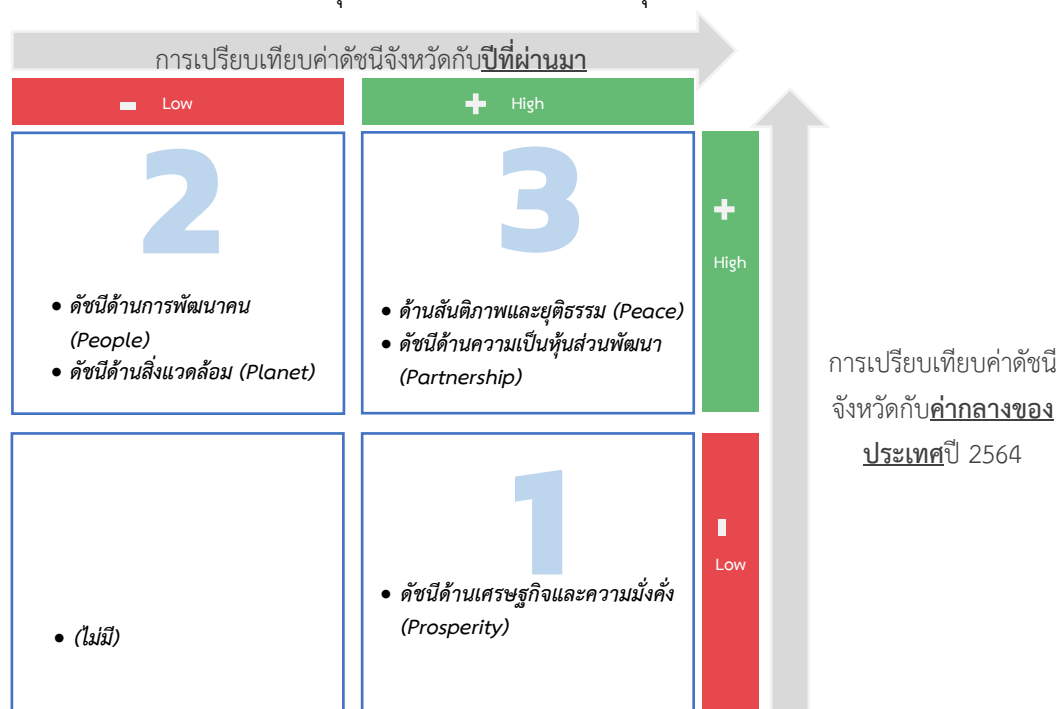 การเปรียบเทียบค่าดัชนีจังหวัดกับปีที่ผ่านมา
- Low
+ High
2
• ดัชนีด้านการพัฒนาคน
(People)
• ดัชนีด้านสิ่งแวดล้อม (Planet)
3
• ด้านสันติภาพและยุติธรรม (Peace)
• ดัชนีด้านความเป็นหุ้นส่วนพัฒนา
(Partnership)
+
High
การเปรียบเทียบค่าดัชนี
จังหวัดกับค่ากลางของ
ประเทศปี 2564
• (ไม่มี)
1
• ดัชนีด้านเศรษฐกิจและความมั่งคั่ง
(Prosperity)
-
Low